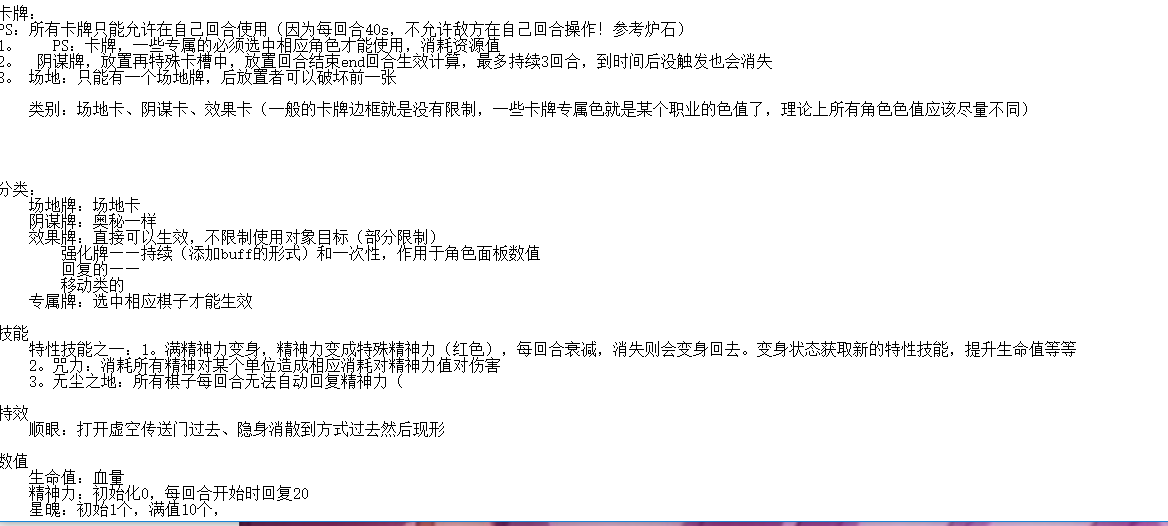 卡牌：
PS：所有卡牌只能允许在自己回合使用（因为每回合40s，不允许敌方在自己回合操作！参考炉石）
1。 PS：卡牌，一些专属的必须选中相应角色才能使用，消耗资源值
2。 阴谋牌，放置再特殊卡槽中，放置回合结束end回合生效计算，最多持续3回合，到时间后没触发也会消失
3。 场地：只能有一个场地牌，后放置者可以破坏前一张
类别：场地卡、阴谋卡、效果卡（一般的卡牌边框就是没有限制，一些卡牌专属色就是某个职业的色值了，理论上所有角色色值应该尽量不同）
分类：
场地牌：场地卡
阴谋牌：奥秘一样
效果牌：直接可以生效，不限制使用对象目标（部分限制）
强化牌——持续（添加buff的形式）和一次性，作用于角色面板数值
回复的——
移动类的
专属牌：选中相应棋子才能生效
技能
特性技能之一：1。满精神力变身，精神力变成特殊精神力（红色），每回合衰减，消失则会变身回去。变身状态获取新的特性技能，提升生命值等等
2。咒力：消耗所有精神对某个单位造成相应消耗对精神力值对伤害
3。无尘之地：所有棋子每回合无法自动回复精神力（
特效
顺眼：打开虚空传送门过去、隐身消散到方式过去然后现形
数值
生命值：血量
精神力：初始化0，每回合开始时回复20
星魄：初始1个，满值10个，